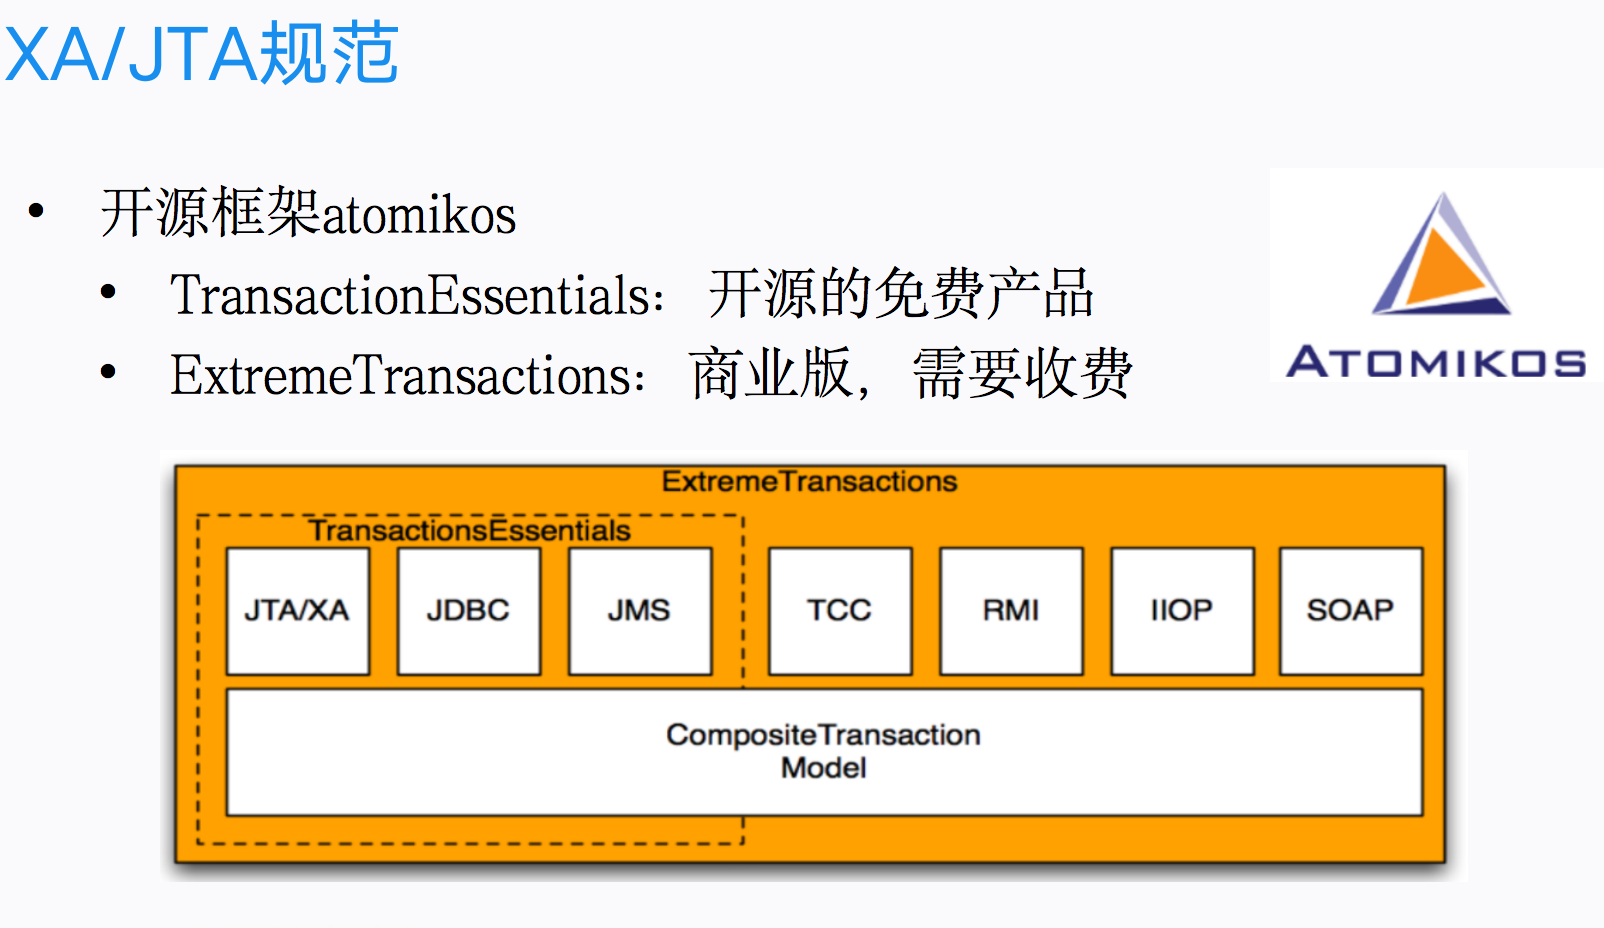 XA/JTA规范
• 开源框架atomikos
• TransactionEssentials： 开源的免费产品
• ExtremeTransactions： 商业版，需要收费
ATOMIKOS
ExtremeTransactions
TransactionsEssentials
JTA/XA JDBC JMS TCC RMI IIOP SOAP
CompositeTransaction
Model